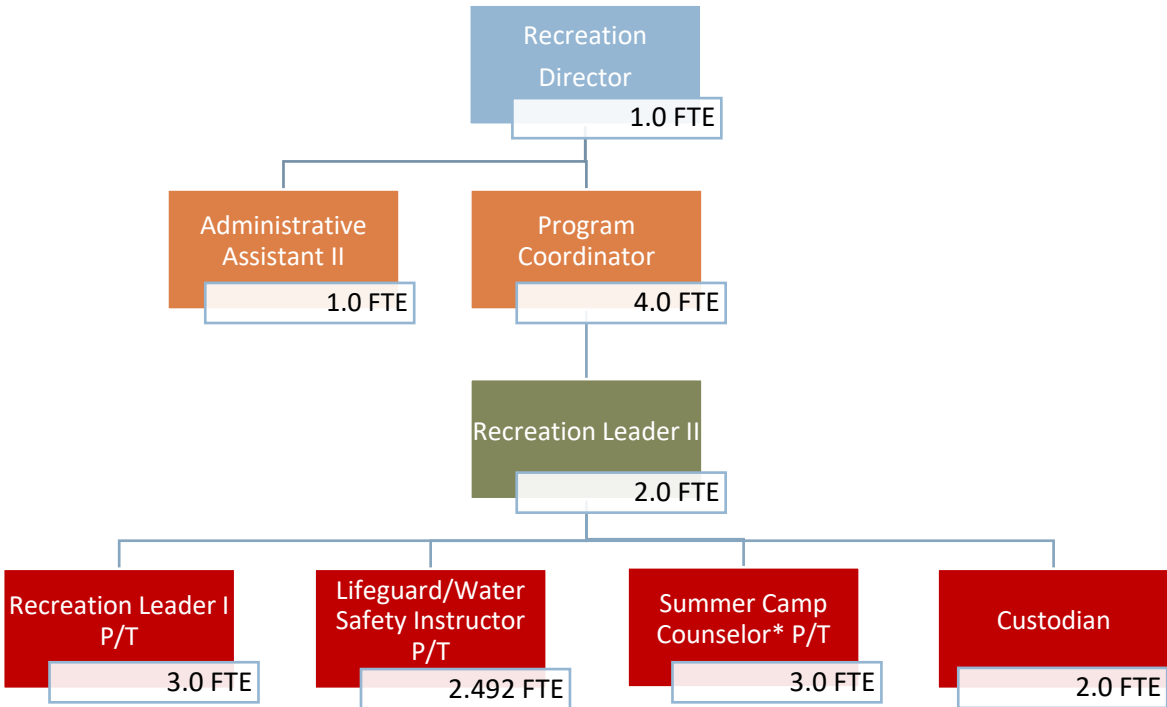 Recreation
Director
1.0 FTE
Administrative
Assistant II
1.0 FTE
Program
Coordinator
4.0 FTE
Recreation Leader II
2.0 FTE
Recreation Leader I
P/T
3.0 FTE
Lifeguard/Water
Safety Instructor
P/T
2.492 FTE
Summer Camp
Counselor* P/T
3.0 FTE
Custodian
2.0 FTE